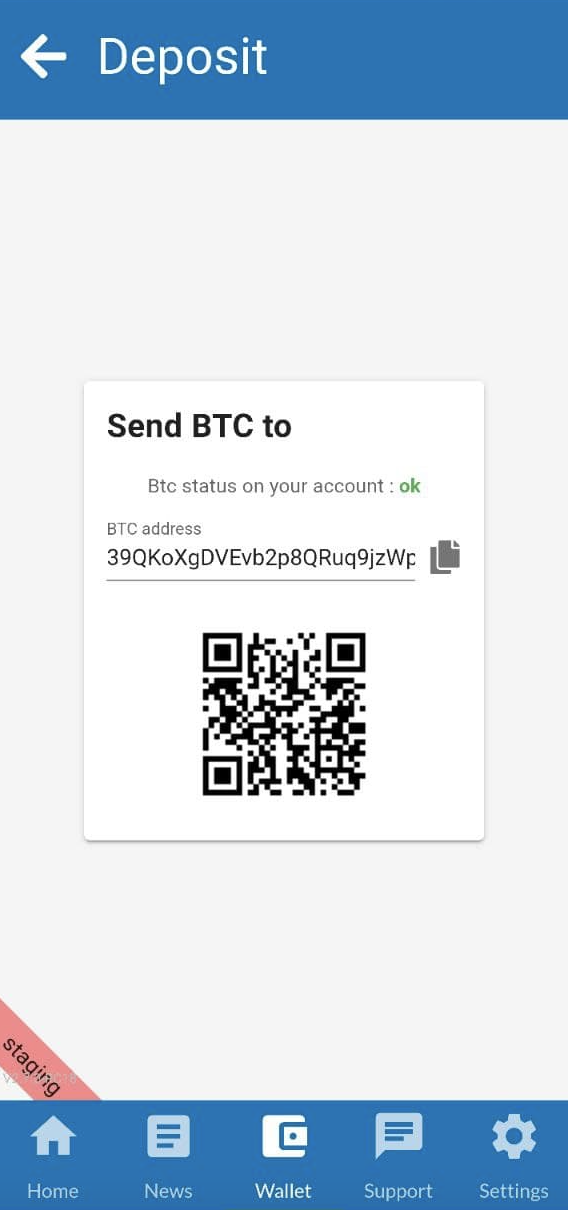 Deposit
Send BTC to
Btc status on your account : ok
BTC address
39QKoXgDVEvb2p8QRuq9jzWp
staging
Home
News
Wallet
Support
Settings